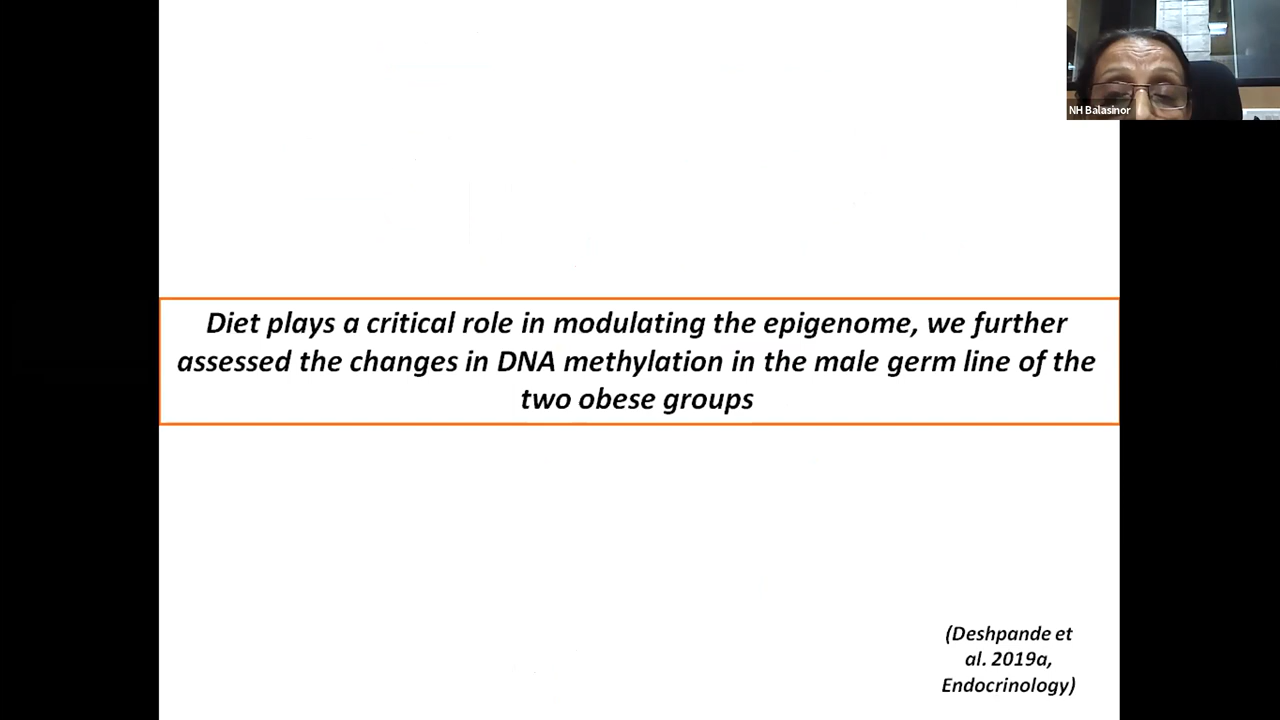 NH Balasinor
Diet plays a critical role in modulating the epigenome, we further
assessed the changes in DNA methylation in the male germ line of the
two obese groups
(Deshpande et
al. 2019a,
Endocrinology)